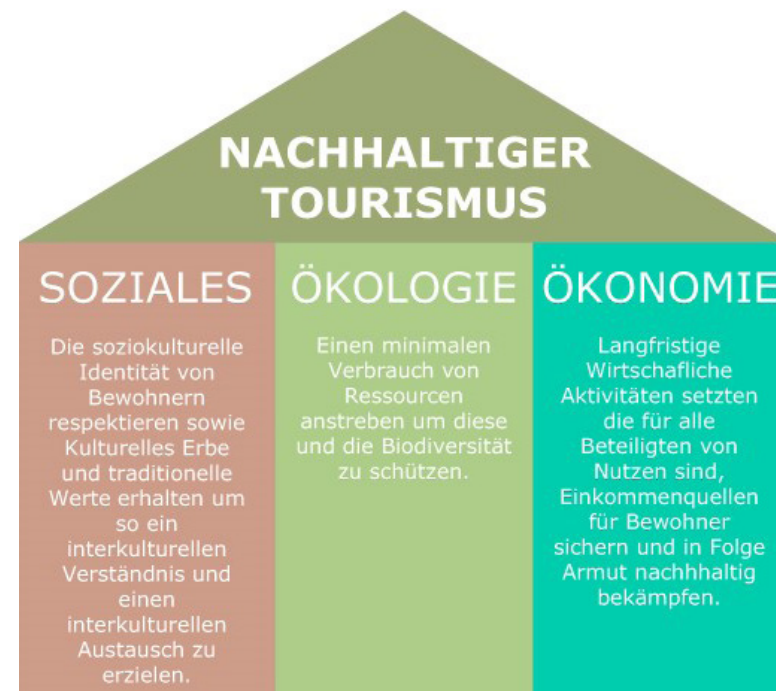 NACHHALTIGER
TOURISMUS
SOZIALES
Die soziokulturelle
Identität von
Bewohnern
respektieren sowie
Kulturelles Erbe
und traditionelle
Werte erhalten um
so ein
interkulturellen
Verständnis und
einen
interkulturellen
Austausch zu
erzielen.
ÖKOLOGIE
Einen minimalen
Verbrauch von
Ressourcen
anstreben um diese
und die Biodiversität
zu schützen.
ÖKONOMIE
Langfristige
Wirtschafliche
Aktivitäten setzten
die für alle
Beteiligten von
Nutzen sind,
Einkommenquellen
für Bewohner
sichern und in Folge
Armut nachhhaltig
bekämpfen.